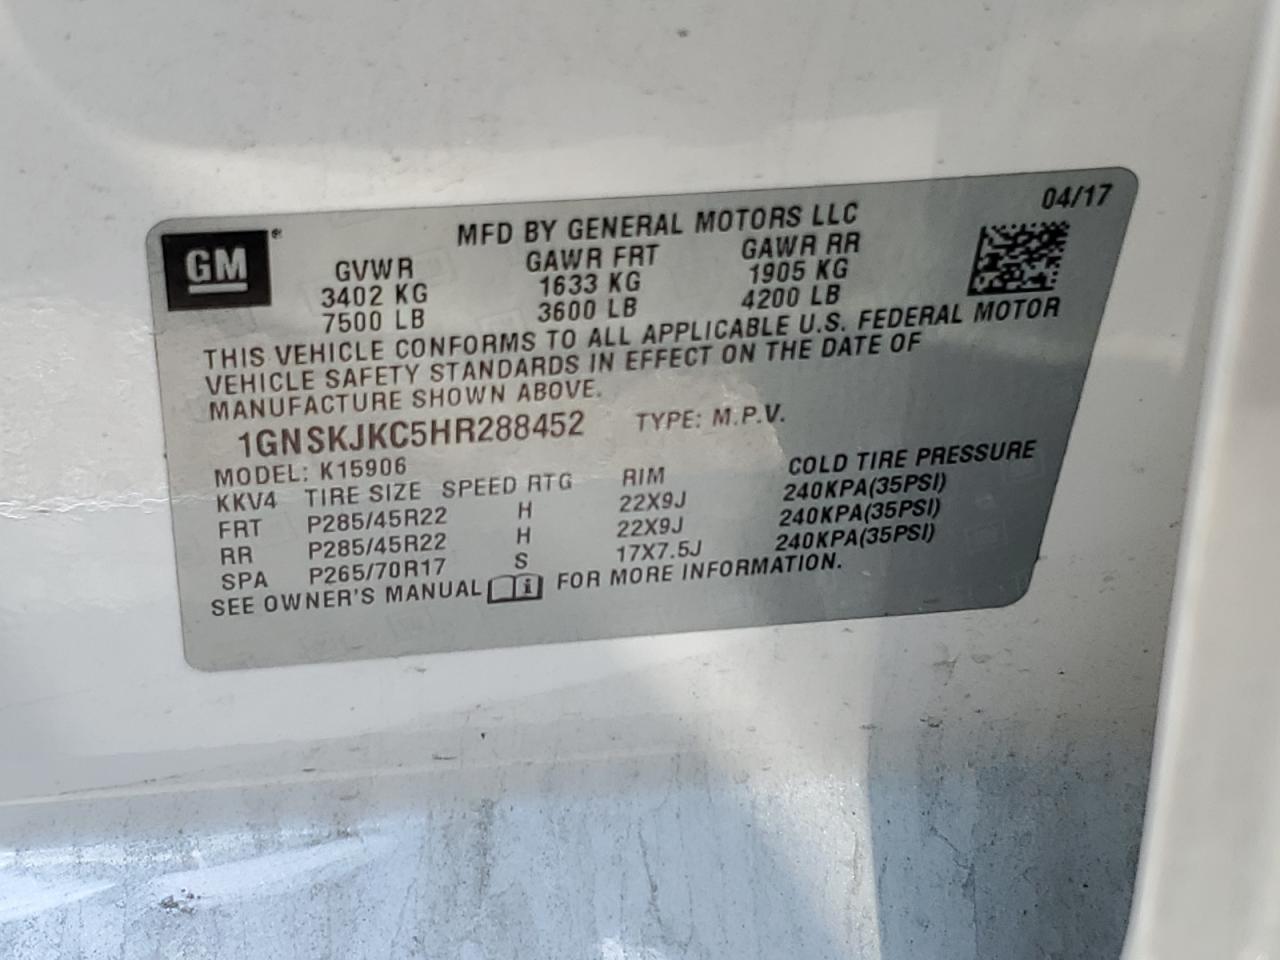 04/17
MFD BY GENERAL MOTORS LLC
GM®
GVWR GAWR FRT GAWR RR
3402 KG 1633 KG 1905 KG
7500 LB 3600 LB 4200 LB
THIS VEHICLE CONFORMS TO ALL APPLICABLE U.S. FEDERAL MOTOR
VEHICLE SAFETY STANDARDS IN EFFECT ON THE DATE OF
MANUFACTURE SHOWN ABOVE.
1GNSKJKC5HR288452 TYPE: M.P.V.
MODEL: K15906
KKV4 TIRE SIZE SPEED RTG RIM COLD TIRE PRESSURE
FRT P285/45R22 H 22X9J 240KPA(35PSI)
RR P285/45R22 H 22X9J 240KPA(35PSI)
SPA P265/70R17 S 17X7.5J 240KPA(35PSI)
SEE OWNER'S MANUAL i FOR MORE INFORMATION.